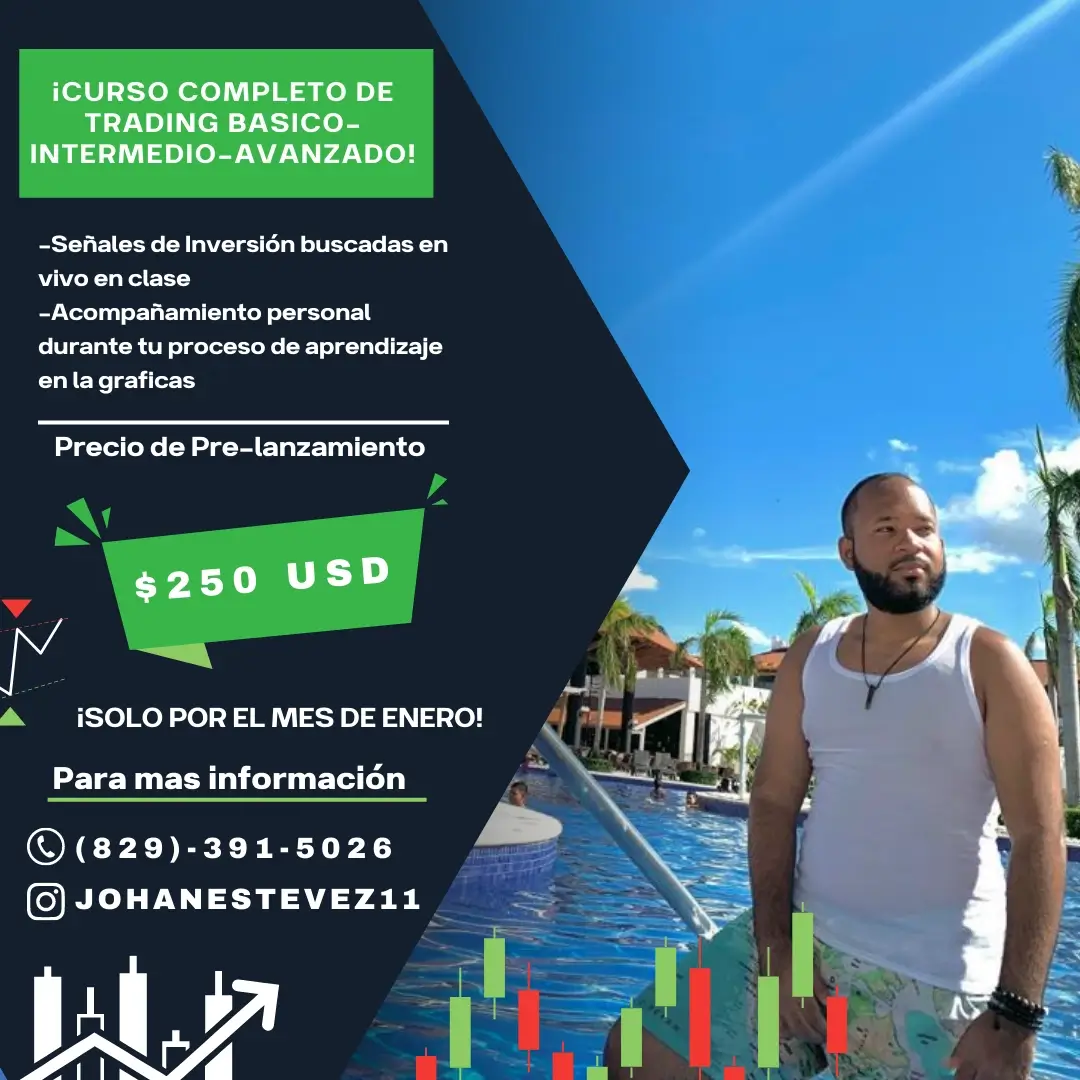 ¡CURSO COMPLETO DE
TRADING BASICO-
INTERMEDIO-AVANZADO!
-Señales de Inversión buscadas en
vivo en clase
-Acompañamiento personal
durante tu proceso de aprendizaje
en la graficas
Precio de Pre-lanzamiento
$250 USD
¡SOLO POR EL MES DE ENERO!
Para mas información
(829)-391-5026
JOHANESTEVEZ11